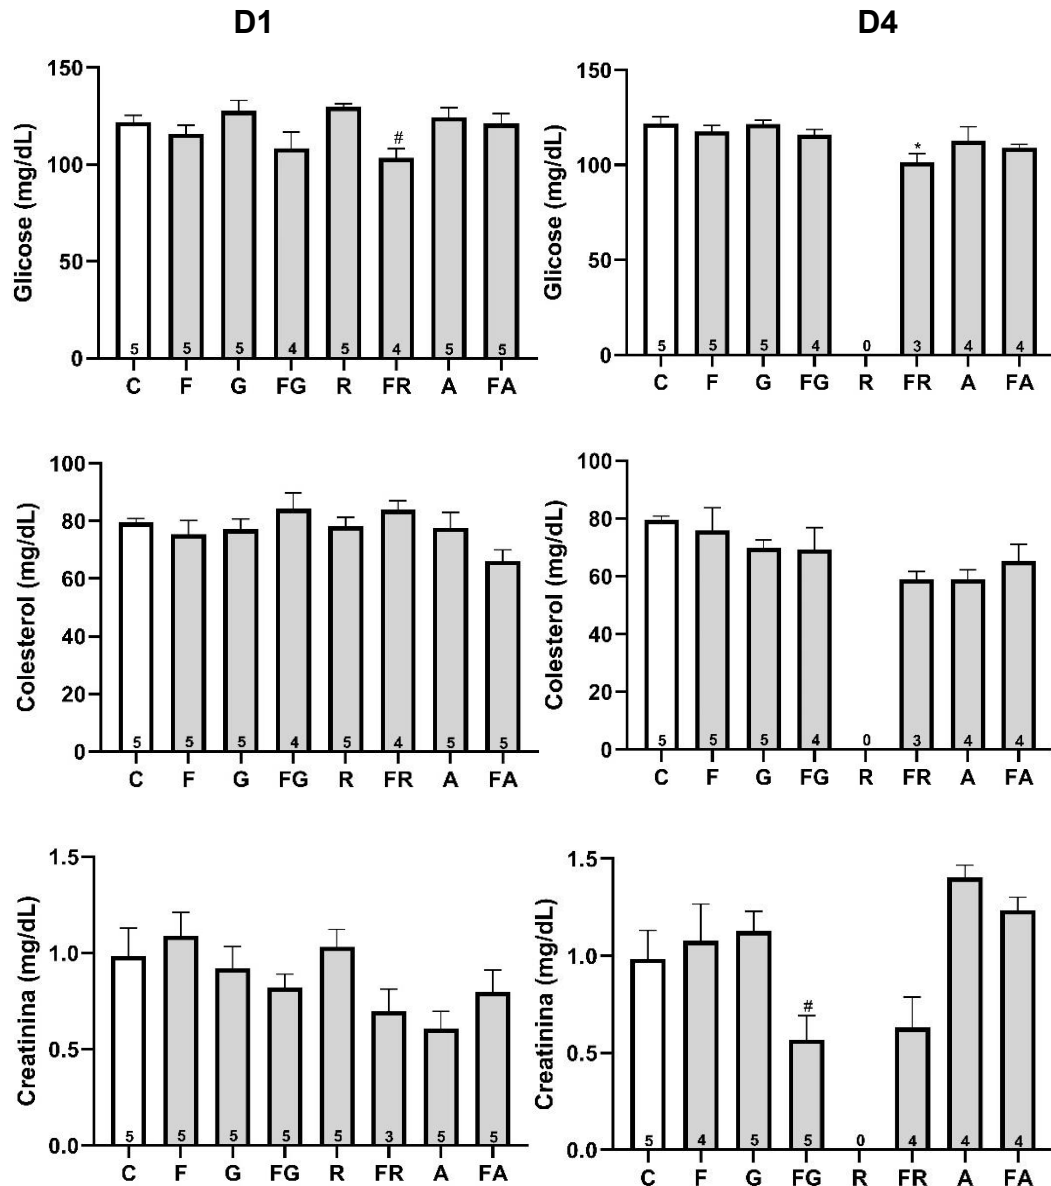 D1
D4
Glicose (mg/dL)
150
100
50
0
#
5 5 5 4 5 4 5 5
C F G FG R FR A FA
Glicose (mg/dL)
150
100
50
0
*
5 5 5 4 0 3 4 4
C F G FG R FR A FA
Colesterol (mg/dL)
100
80
60
40
20
0
5 5 5 4 5 4 5 5
C F G FG R FR A FA
Colesterol (mg/dL)
100
80
60
40
20
0
5 5 5 4 0 3 4 4
C F G FG R FR A FA
Creatinina (mg/dL)
1.5
1.0
0.5
0.0
5 5 5 5 5 3 5 5
C F G FG R FR A FA
Creatinina (mg/dL)
1.5
1.0
0.5
0.0
#
5 4 5 5 0 4 4 4
C F G FG R FR A FA